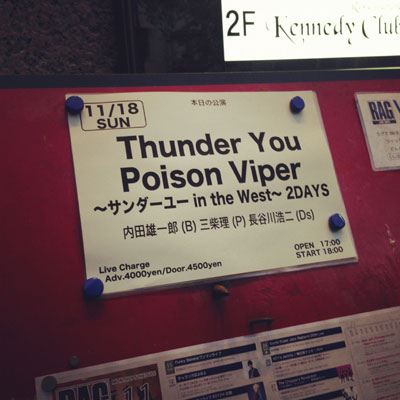 2F Kennedy Club
11/18
SUN
本日の公演
Thunder You
Poison Viper
〜サンダーユー in the West〜 2DAYS
内田雄一郎 (B) 三柴理 (P) 長谷川浩二 (Ds)
Live Charge
Adv.4000yen/Door.4500yen
OPEN 17:00
START 18:00
RAG
RAG
11